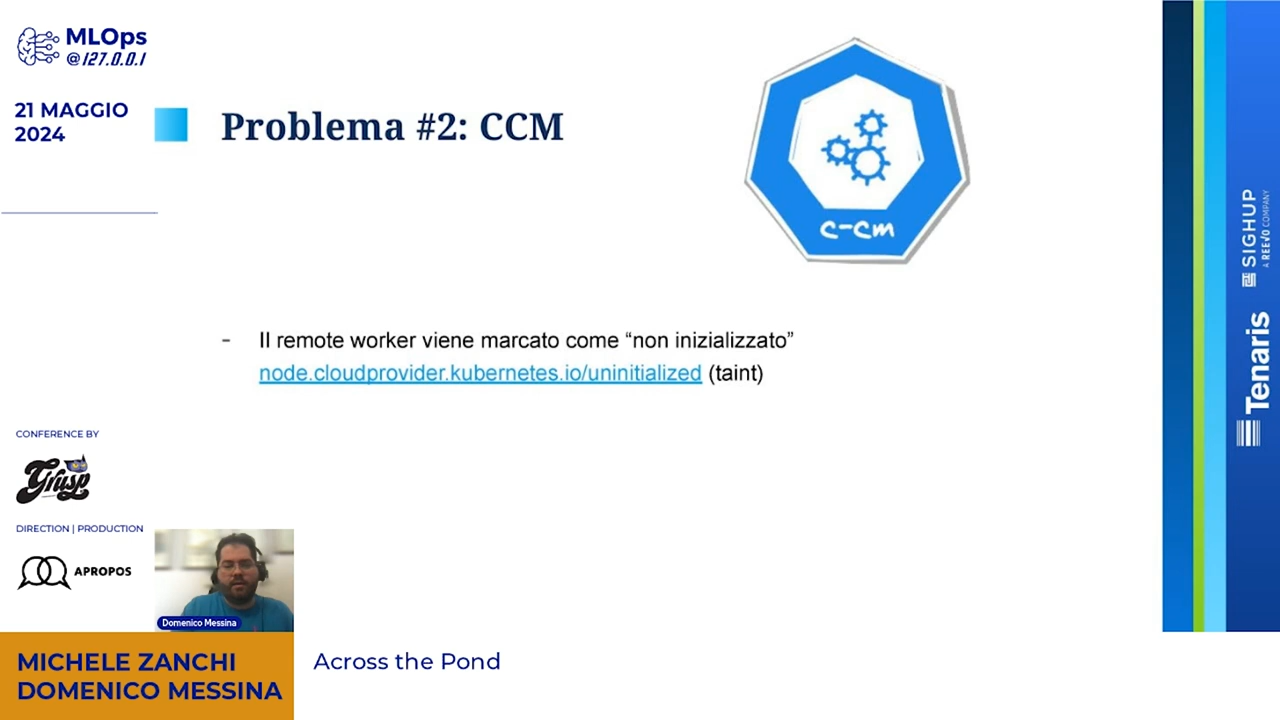 MLOps
@127.0.0.1
21 MAGGIO
2024
Problema #2: CCM
c-cm
- Il remote worker viene marcato come “non inizializzato”
node.cloudprovider.kubernetes.io/uninitialized (taint)
CONFERENCE BY
Grusp
DIRECTION | PRODUCTION
APROPOS
Domenico Messina
MICHELE ZANCHI
DOMENICO MESSINA
Across the Pond
SIGHUP
A REEVO COMPANY
Tenaris